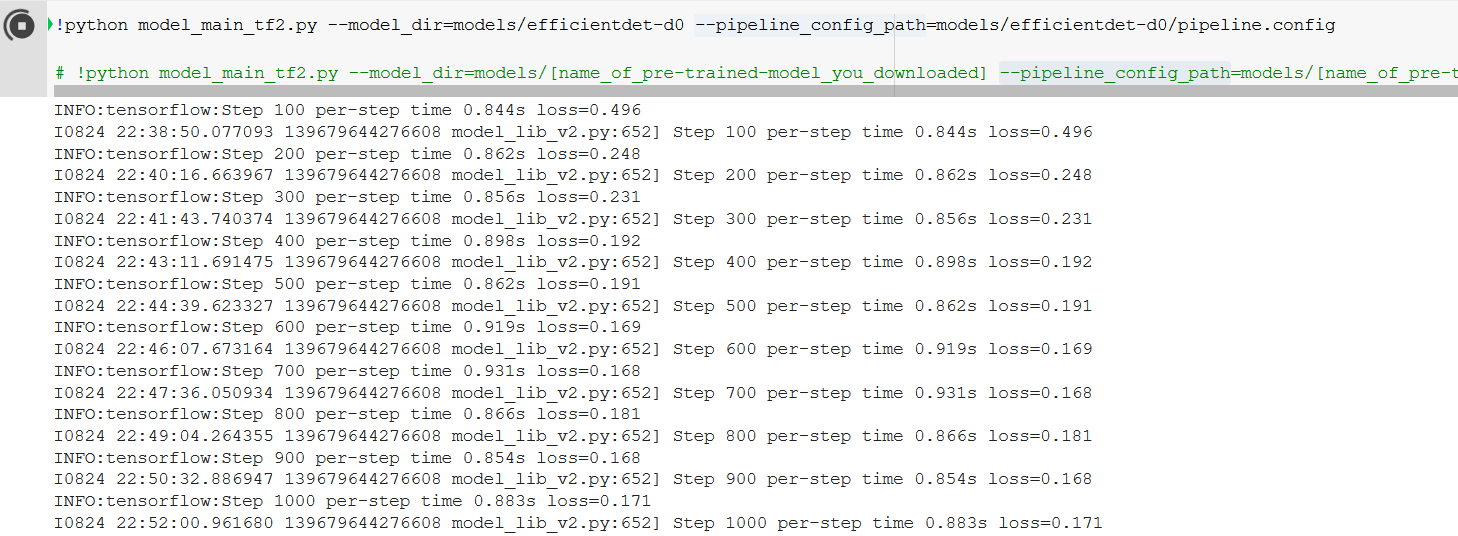 !python model_main_tf2.py --model_dir=models/efficientdet-d0 --pipeline_config_path=models/efficientdet-d0/pipeline.config
# !python model_main_tf2.py --model_dir=models/[name_of_pre-trained-model_you_downloaded] --pipeline_config_path=models/[name_of_pre-t
INFO:tensorflow:Step 100 per-step time 0.844s loss=0.496
I0824 22:38:50.077093 139679644276608 model_lib_v2.py:652] Step 100 per-step time 0.844s loss=0.496
INFO:tensorflow:Step 200 per-step time 0.862s loss=0.248
I0824 22:40:16.663967 139679644276608 model_lib_v2.py:652] Step 200 per-step time 0.862s loss=0.248
INFO:tensorflow:Step 300 per-step time 0.856s loss=0.231
I0824 22:41:43.740374 139679644276608 model_lib_v2.py:652] Step 300 per-step time 0.856s loss=0.231
INFO:tensorflow:Step 400 per-step time 0.898s loss=0.192
I0824 22:43:11.691475 139679644276608 model_lib_v2.py:652] Step 400 per-step time 0.898s loss=0.192
INFO:tensorflow:Step 500 per-step time 0.862s loss=0.191
I0824 22:44:39.623327 139679644276608 model_lib_v2.py:652] Step 500 per-step time 0.862s loss=0.191
INFO:tensorflow:Step 600 per-step time 0.919s loss=0.169
I0824 22:46:07.673164 139679644276608 model_lib_v2.py:652] Step 600 per-step time 0.919s loss=0.169
INFO:tensorflow:Step 700 per-step time 0.931s loss=0.168
I0824 22:47:36.050934 139679644276608 model_lib_v2.py:652] Step 700 per-step time 0.931s loss=0.168
INFO:tensorflow:Step 800 per-step time 0.866s loss=0.181
I0824 22:49:04.264355 139679644276608 model_lib_v2.py:652] Step 800 per-step time 0.866s loss=0.181
INFO:tensorflow:Step 900 per-step time 0.854s loss=0.168
I0824 22:50:32.886947 139679644276608 model_lib_v2.py:652] Step 900 per-step time 0.854s loss=0.168
INFO:tensorflow:Step 1000 per-step time 0.883s loss=0.171
I0824 22:52:00.961680 139679644276608 model_lib_v2.py:652] Step 1000 per-step time 0.883s loss=0.171